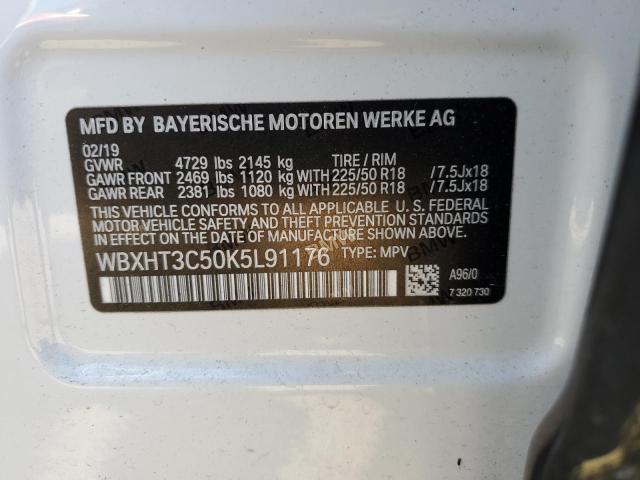 MFD BY BAYERISCHE MOTOREN WERKE AG
02/19
GVWR 4729 lbs 2145 kg TIRE / RIM
GAWR FRONT 2469 lbs 1120 kg WITH 225/50 R18 /7.5Jx18
GAWR REAR 2381 lbs 1080 kg WITH 225/50 R18 /7.5Jx18
THIS VEHICLE CONFORMS TO ALL APPLICABLE U. S. FEDERAL
MOTOR VEHICLE SAFETY AND THEFT PREVENTION STANDARDS
IN EFFECT ON THE DATE OF MANUFACTURE SHOWN ABOVE.
WBXHT3C50K5L91176 TYPE: MPV
A96/0
7 320 730